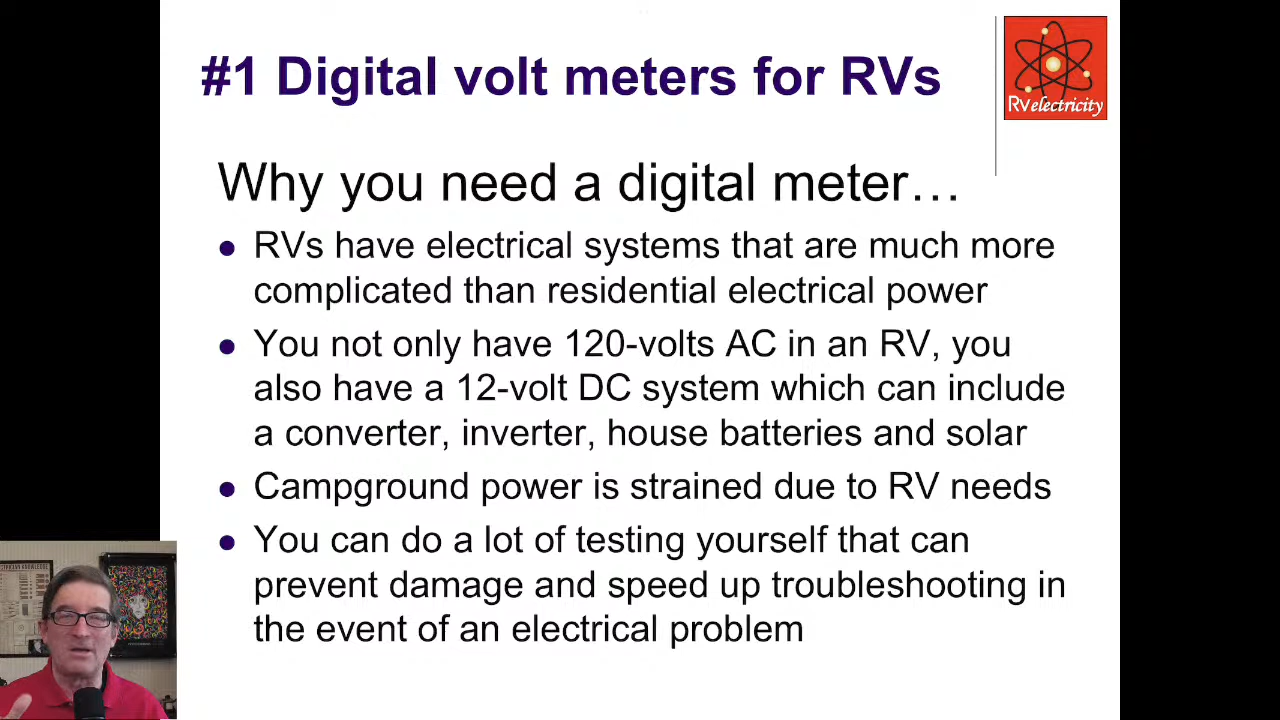 #1 Digital volt meters for RVs
RVelectricity
Why you need a digital meter…
● RVs have electrical systems that are much more
complicated than residential electrical power
● You not only have 120-volts AC in an RV, you
also have a 12-volt DC system which can include
a converter, inverter, house batteries and solar
● Campground power is strained due to RV needs
● You can do a lot of testing yourself that can
prevent damage and speed up troubleshooting in
the event of an electrical problem